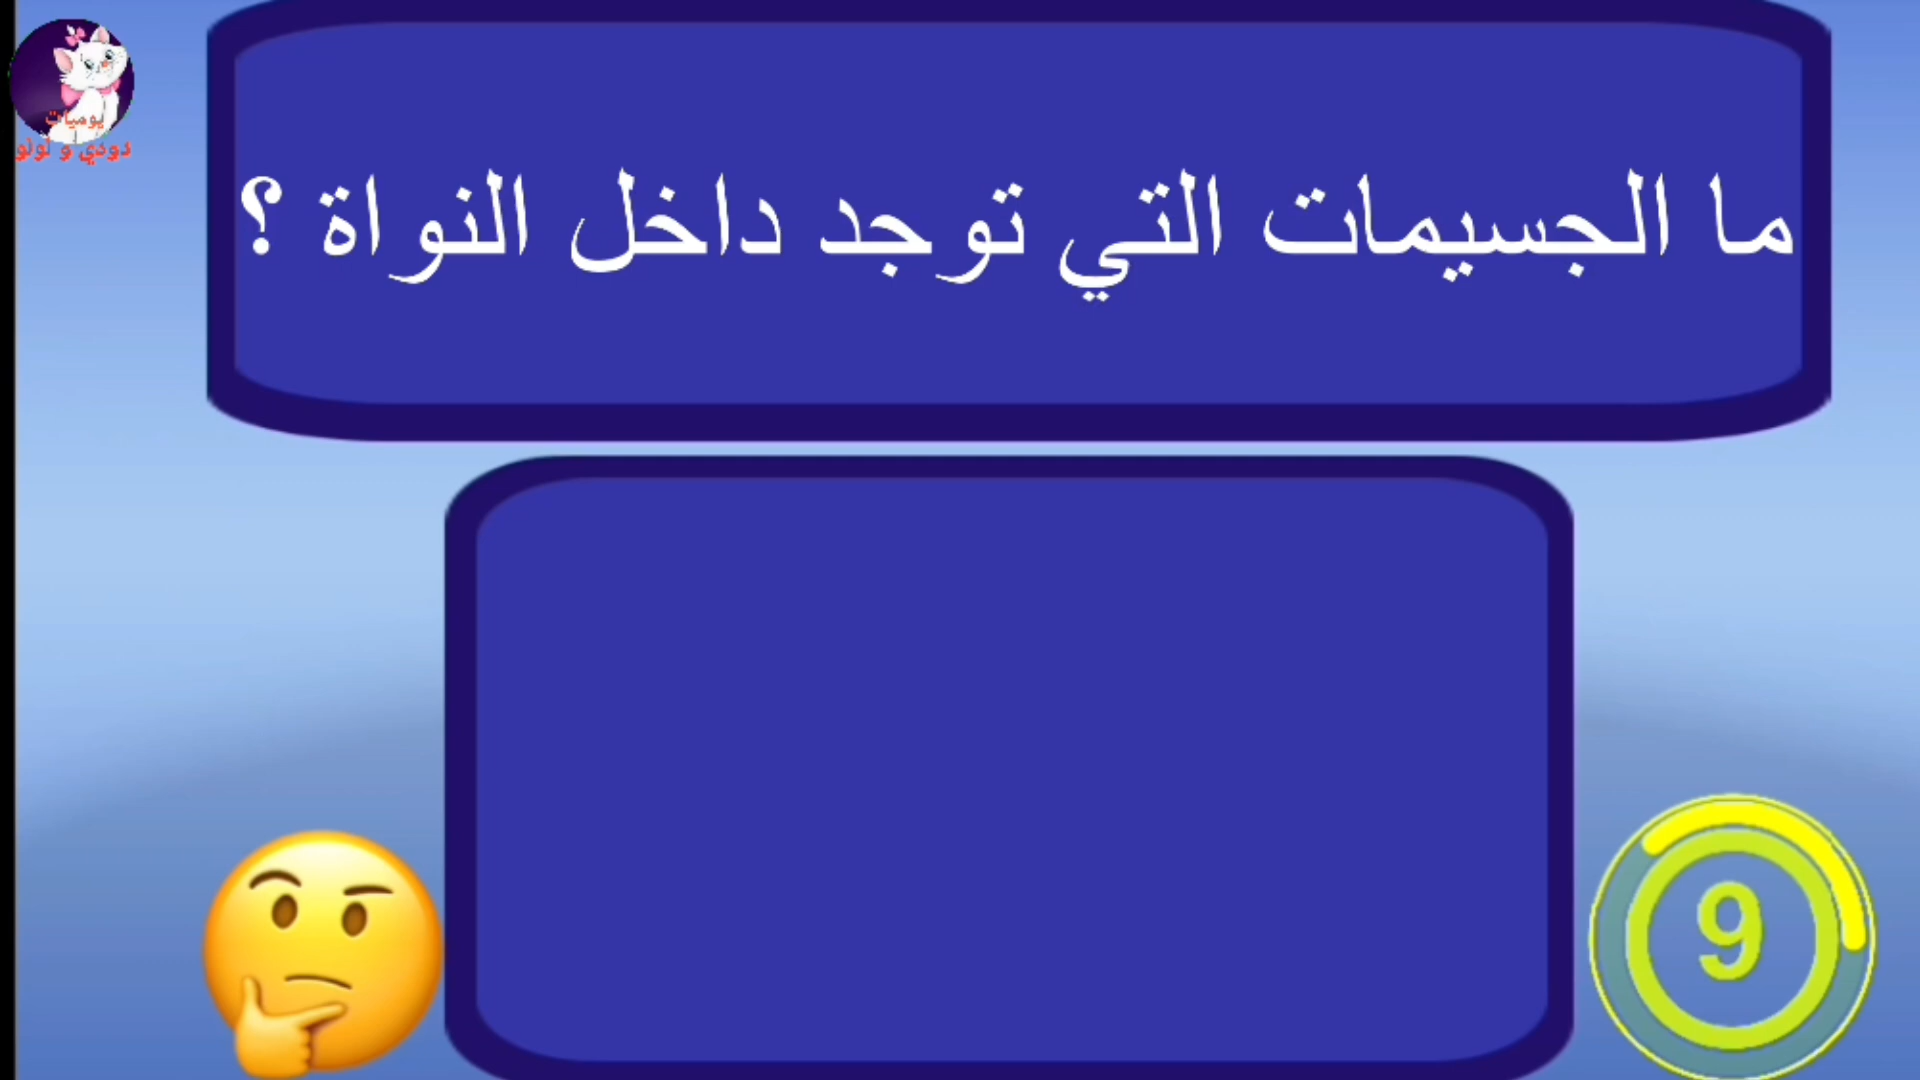 يوميات
دودي و لولو
ما الجسيمات التي توجد داخل النواة ؟
9